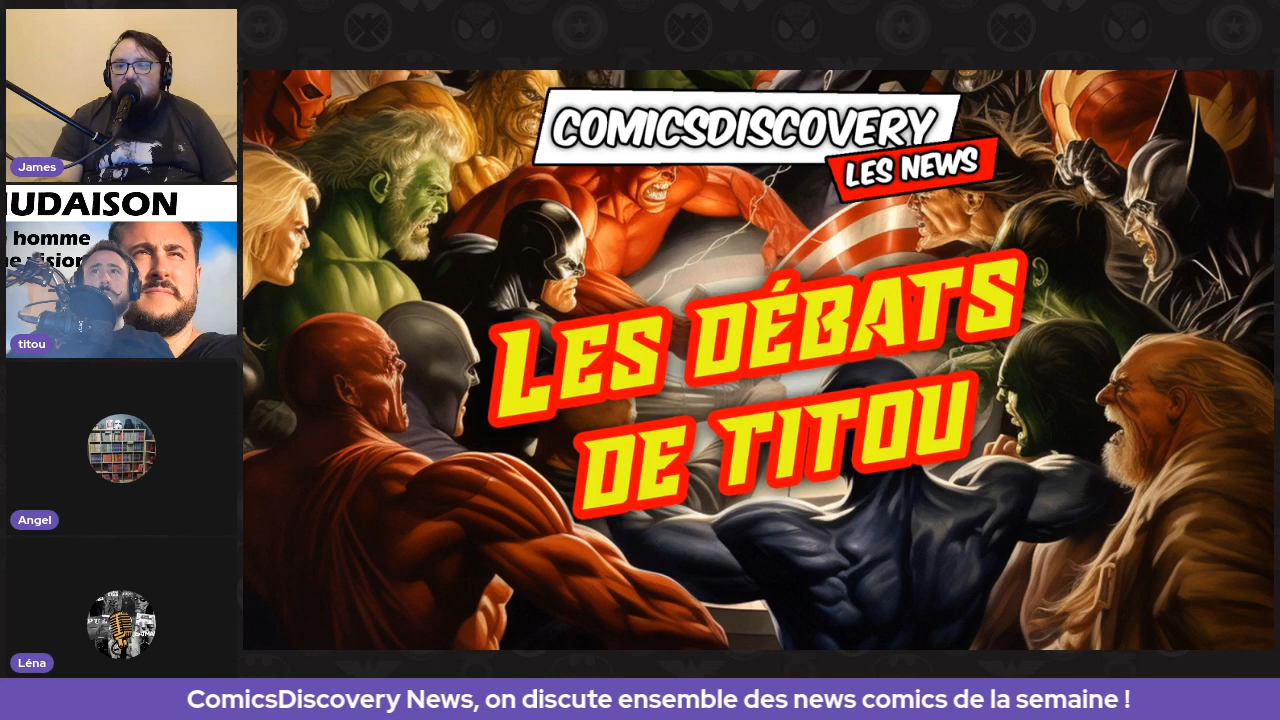 James
UDAISON
homme
titou
Angel
Léna
COMICSDISCOVERY
LES NEWS
LES DÉBATS
DE TITOU
ComicsDiscovery News, on discute ensemble des news comics de la semaine !